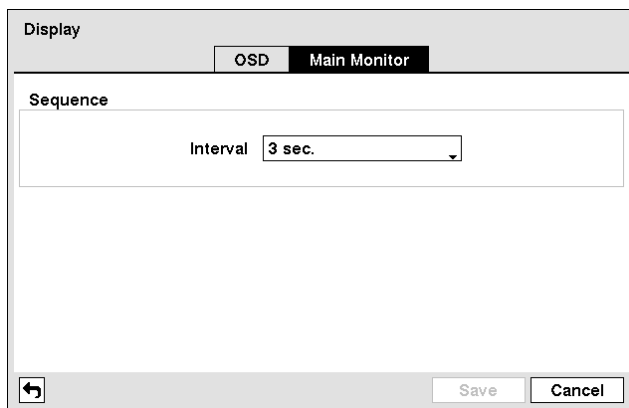 Display
OSD Main Monitor
Sequence
Interval 3 sec.
Save Cancel